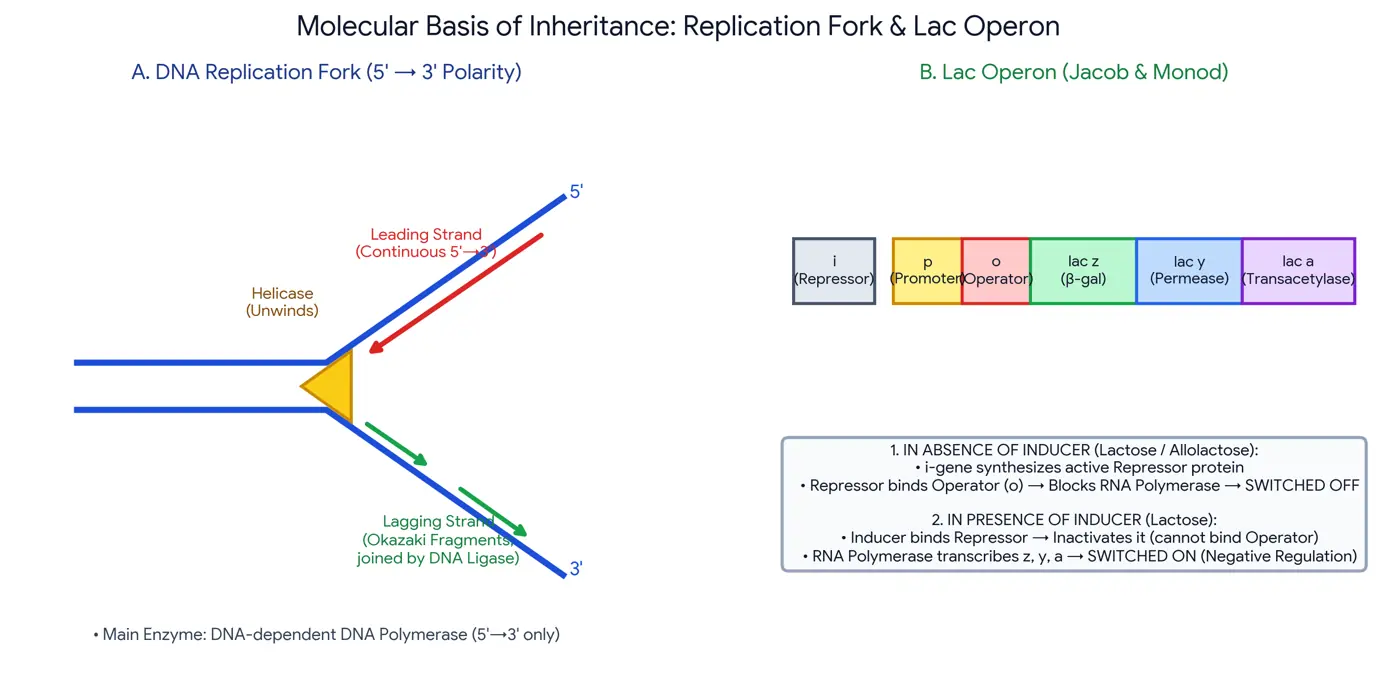 Molecular Basis of Inheritance: Replication Fork & Lac Operon
A. DNA Replication Fork (5' → 3' Polarity)
5'
Leading Strand
(Continuous 5'→3')
Helicase
(Unwinds)
Lagging Strand
(Okazaki Fragments,
joined by DNA Ligase)
3'
• Main Enzyme: DNA-dependent DNA Polymerase (5'→3' only)
B. Lac Operon (Jacob & Monod)
i
(Repressor)
p
(Promoter)
o
(Operator)
lac z
(β-gal)
lac y
(Permease)
lac a
(Transacetylase)
1. IN ABSENCE OF INDUCER (Lactose / Allolactose):
• i-gene synthesizes active Repressor protein
• Repressor binds Operator (o) → Blocks RNA Polymerase → SWITCHED OFF
2. IN PRESENCE OF INDUCER (Lactose):
• Inducer binds Repressor → Inactivates it (cannot bind Operator)
• RNA Polymerase transcribes z, y, a → SWITCHED ON (Negative Regulation)